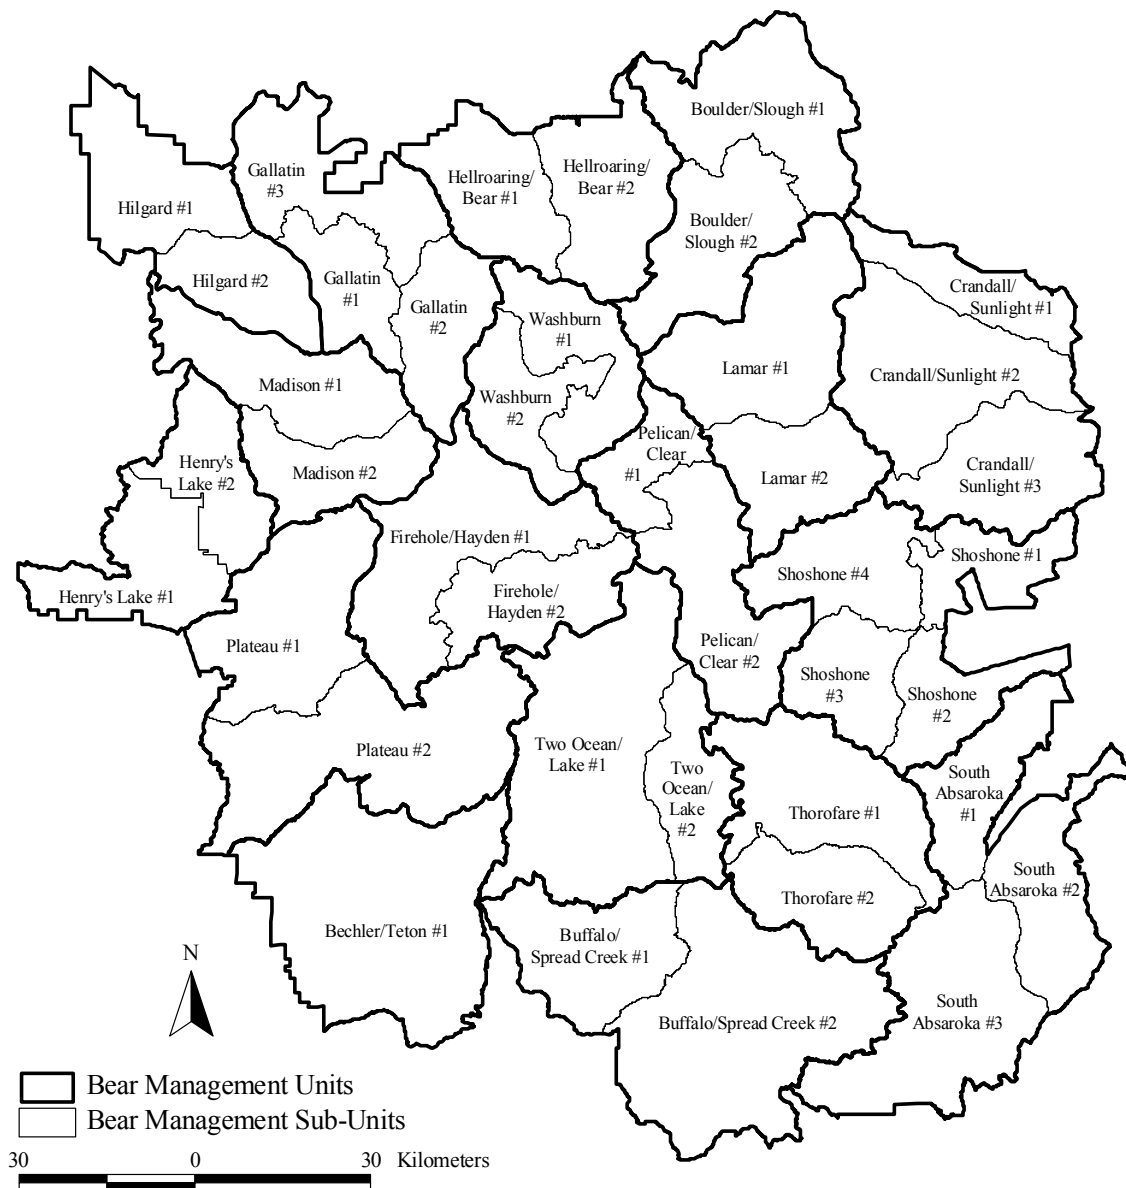 Boulder/Slough #1
Gallatin
#3
Hellroaring/
Bear #1
Hellroaring/
Bear #2
Hilgard #1
Boulder/
Slough #2
Hilgard #2
Gallatin
#1
Gallatin
#2
Crandall/
Sunlight #1
Washburn
#1
Madison #1
Lamar #1
Crandall/Sunlight #2
Washburn
#2
Pelican/
Clear
#1
Henry's
Lake #2
Madison #2
Lamar #2
Crandall/
Sunlight #3
Firehole/Hayden #1
Shoshone #1
Shoshone #4
Henry's Lake #1
Firehole/
Hayden #2
Plateau #1
Pelican/
Clear #2
Shoshone
#3
Shoshone
#2
Plateau #2
Two Ocean/
Lake #1
Two
Ocean/
Lake
#2
South
Absaroka
#1
Thorofare #1
South
Absaroka #2
Thorofare #2
Bechler/Teton #1
Buffalo/
Spread Creek #1
N
Buffalo/Spread Creek #2
South
Absaroka #3
Bear Management Units
Bear Management Sub-Units
30 0 30 Kilometers